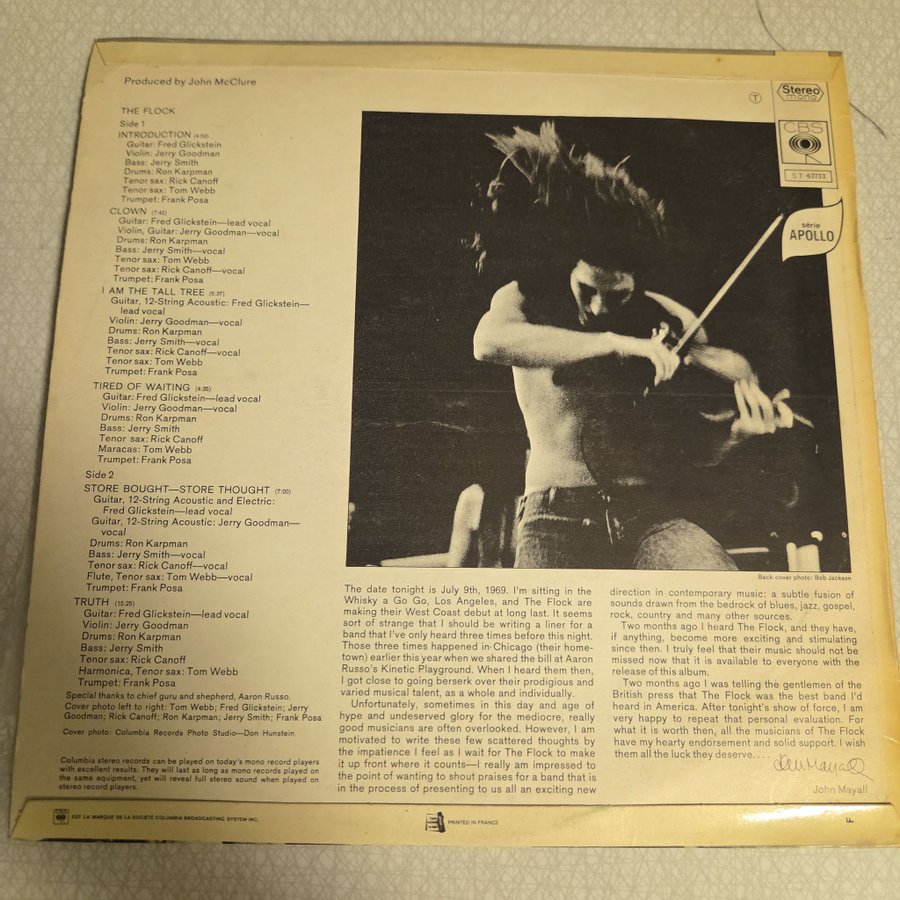 Produced by John McClure
THE FLOCK
Side 1
INTRODUCTION (4:50)
Guitar: Fred Glickstein
Violin: Jerry Goodman
Bass: Jerry Smith
Drums: Ron Karpman
Tenor sax: Rick Canoff
Tenor sax: Tom Webb
Trumpet: Frank Posa
CLOWN (7:42)
Guitar: Fred Glickstein—lead vocal
Violin, Guitar: Jerry Goodman—vocal
Drums: Ron Karpman
Bass: Jerry Smith—vocal
Tenor sax: Tom Webb
Tenor sax: Rick Canoff—vocal
Trumpet: Frank Posa
I AM THE TALL TREE (5:37)
Guitar, 12-String Acoustic: Fred Glickstein—
lead vocal
Violin: Jerry Goodman—vocal
Drums: Ron Karpman
Bass: Jerry Smith—vocal
Tenor sax: Rick Canoff—vocal
Tenor sax: Tom Webb
Trumpet: Frank Posa
TIRED OF WAITING (4:35)
Guitar: Fred Glickstein—lead vocal
Violin: Jerry Goodman—vocal
Drums: Ron Karpman
Bass: Jerry Smith
Tenor sax: Rick Canoff
Maracas: Tom Webb
Trumpet: Frank Posa
Side 2
STORE BOUGHT—STORE THOUGHT (7:00)
Guitar, 12-String Acoustic and Electric:
Fred Glickstein—lead vocal
Guitar, 12-String Acoustic: Jerry Goodman—
vocal
Drums: Ron Karpman
Bass: Jerry Smith—vocal
Tenor sax: Rick Canoff—vocal
Flute, Tenor sax: Tom Webb—vocal
Trumpet: Frank Posa
TRUTH (15:25)
Guitar: Fred Glickstein—lead vocal
Violin: Jerry Goodman
Drums: Ron Karpman
Bass: Jerry Smith
Tenor sax: Rick Canoff
Harmonica, Tenor sax: Tom Webb
Trumpet: Frank Posa
Special thanks to chief guru and shepherd, Aaron Russo.
Cover photo left to right: Tom Webb; Fred Glickstein; Jerry
Goodman; Rick Canoff; Ron Karpman; Jerry Smith; Frank Posa
Cover photo: Columbia Records Photo Studio—Don Hunstein.
Columbia stereo records can be played on today's mono record players
with excellent results. They will last as long as mono records played on
the same equipment, yet will reveal full stereo sound when played on
stereo record players.
T
Stereo
mono
CBS
S 7 63733
série
APOLLO
Back cover photo: Bob Jackson
The date tonight is July 9th, 1969. I'm sitting in the
Whisky a Go Go, Los Angeles, and The Flock are
making their West Coast debut at long last. It seems
sort of strange that I should be writing a liner for a
band that I've only heard three times before this night.
Those three times happened in Chicago (their home-
town) earlier this year when we shared the bill at Aaron
Russo's Kinetic Playground. When I heard them then,
I got close to going berserk over their prodigious and
varied musical talent, as a whole and individually.
Unfortunately, sometimes in this day and age of
hype and undeserved glory for the mediocre, really
good musicians are often overlooked. However, I am
motivated to write these few scattered thoughts by
the impatience I feel as I wait for The Flock to make
it up front where it counts—I really am impressed to
the point of wanting to shout praises for a band that is
in the process of presenting to us all an exciting new
direction in contemporary music: a subtle fusion of
sounds drawn from the bedrock of blues, jazz, gospel,
rock, country and many other sources.
Two months ago I heard The Flock, and they have,
if anything, become more exciting and stimulating
since then. I truly feel that their music should not be
missed now that it is available to everyone with the
release of this album.
Two months ago I was telling the gentlemen of the
British press that The Flock was the best band I'd
heard in America. After tonight's show of force, I am
very happy to repeat that personal evaluation. For
what it is worth then, all the musicians of The Flock
have my hearty endorsement and solid support. I wish
them all the luck they deserve....
John Mayall
John Mayall
EST. LA MARQUE DE LA SOCIÉTÉ COLUMBIA BROADCASTING SYSTEM INC.
PRINTED IN FRANCE
F